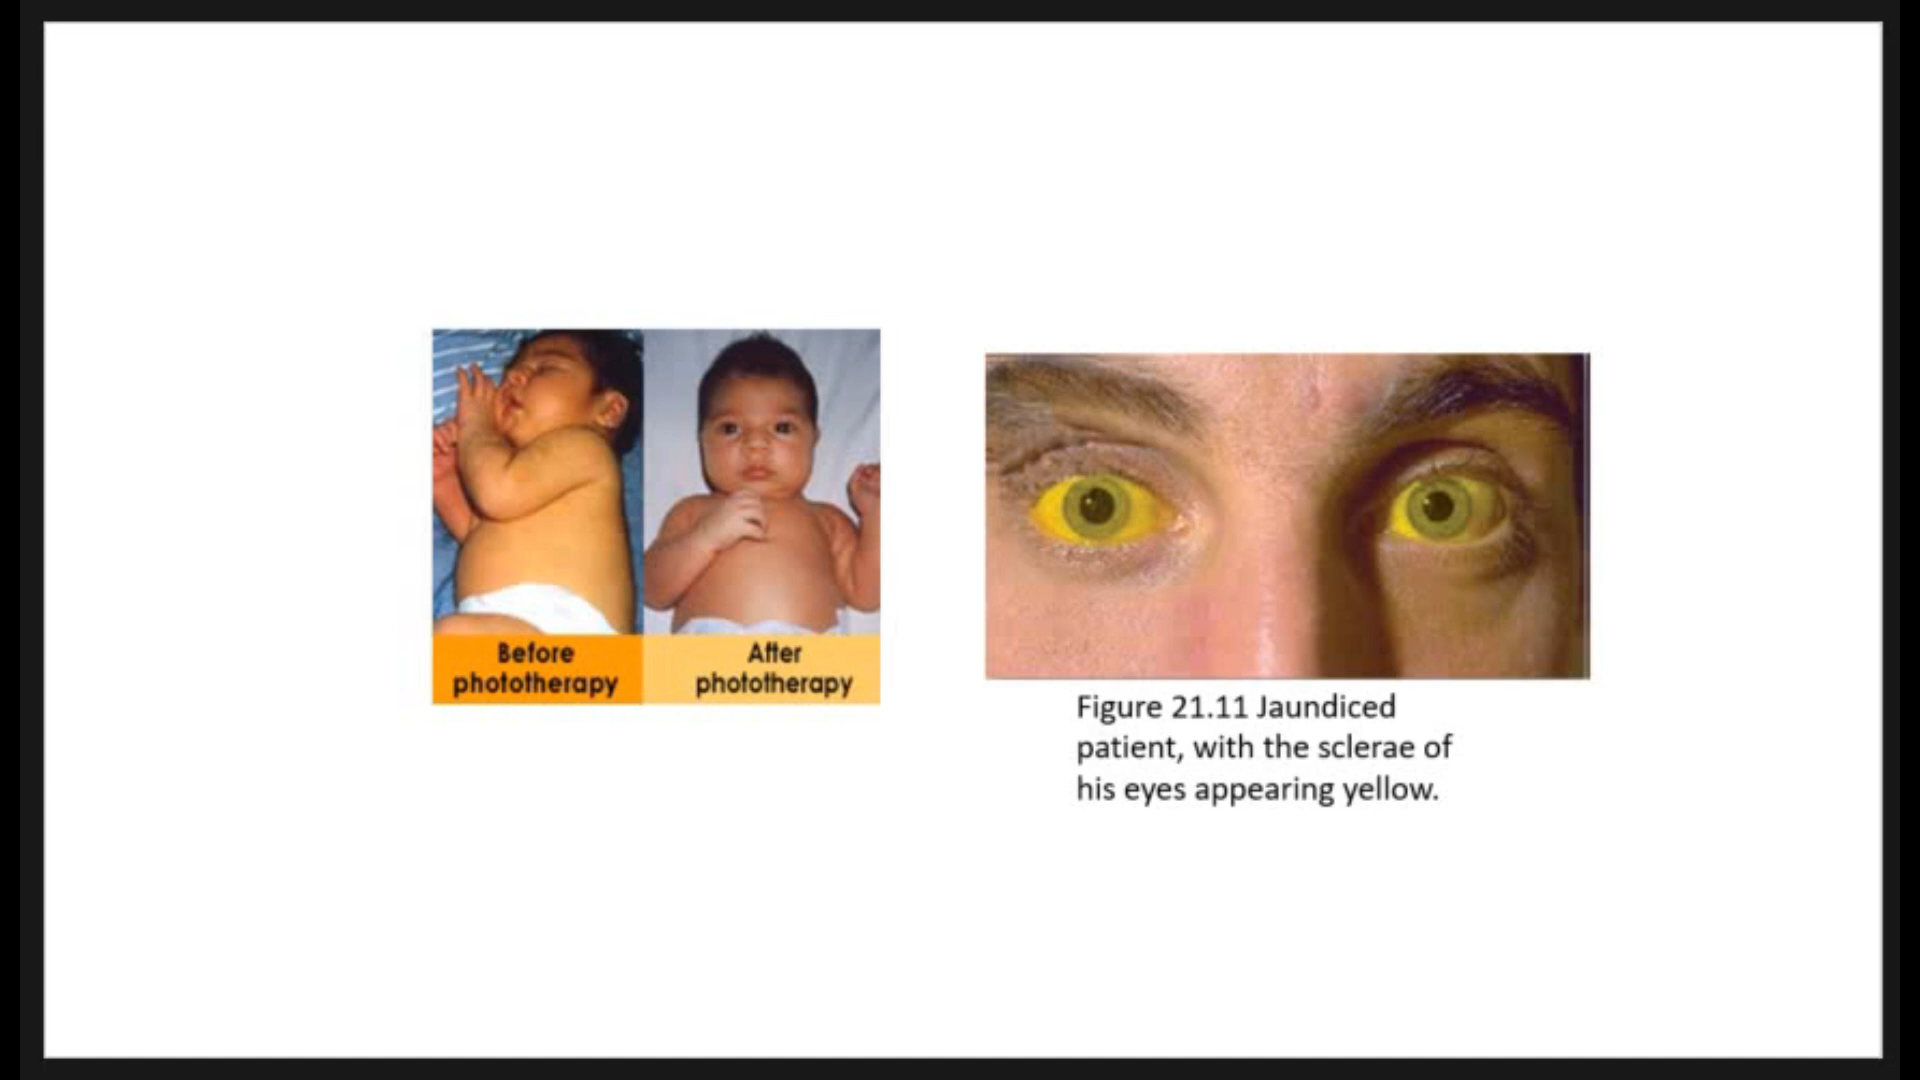 Before
phototherapy
After
phototherapy
Figure 21.11 Jaundiced
patient, with the sclerae of
his eyes appearing yellow.